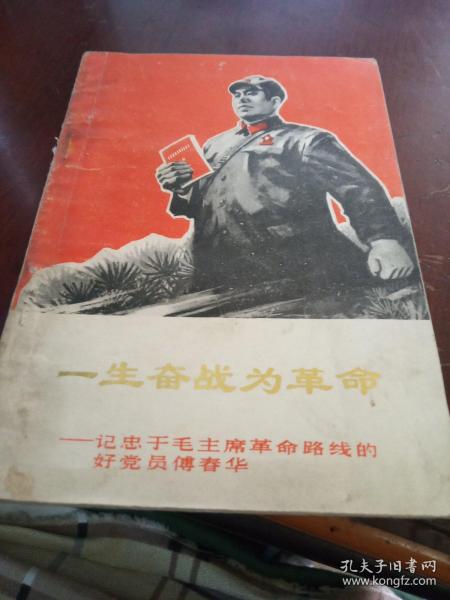 一生奋战为革命
——记忠于毛主席革命路线的
好党员傅春华
孔夫子旧书网
www.kongfz.com